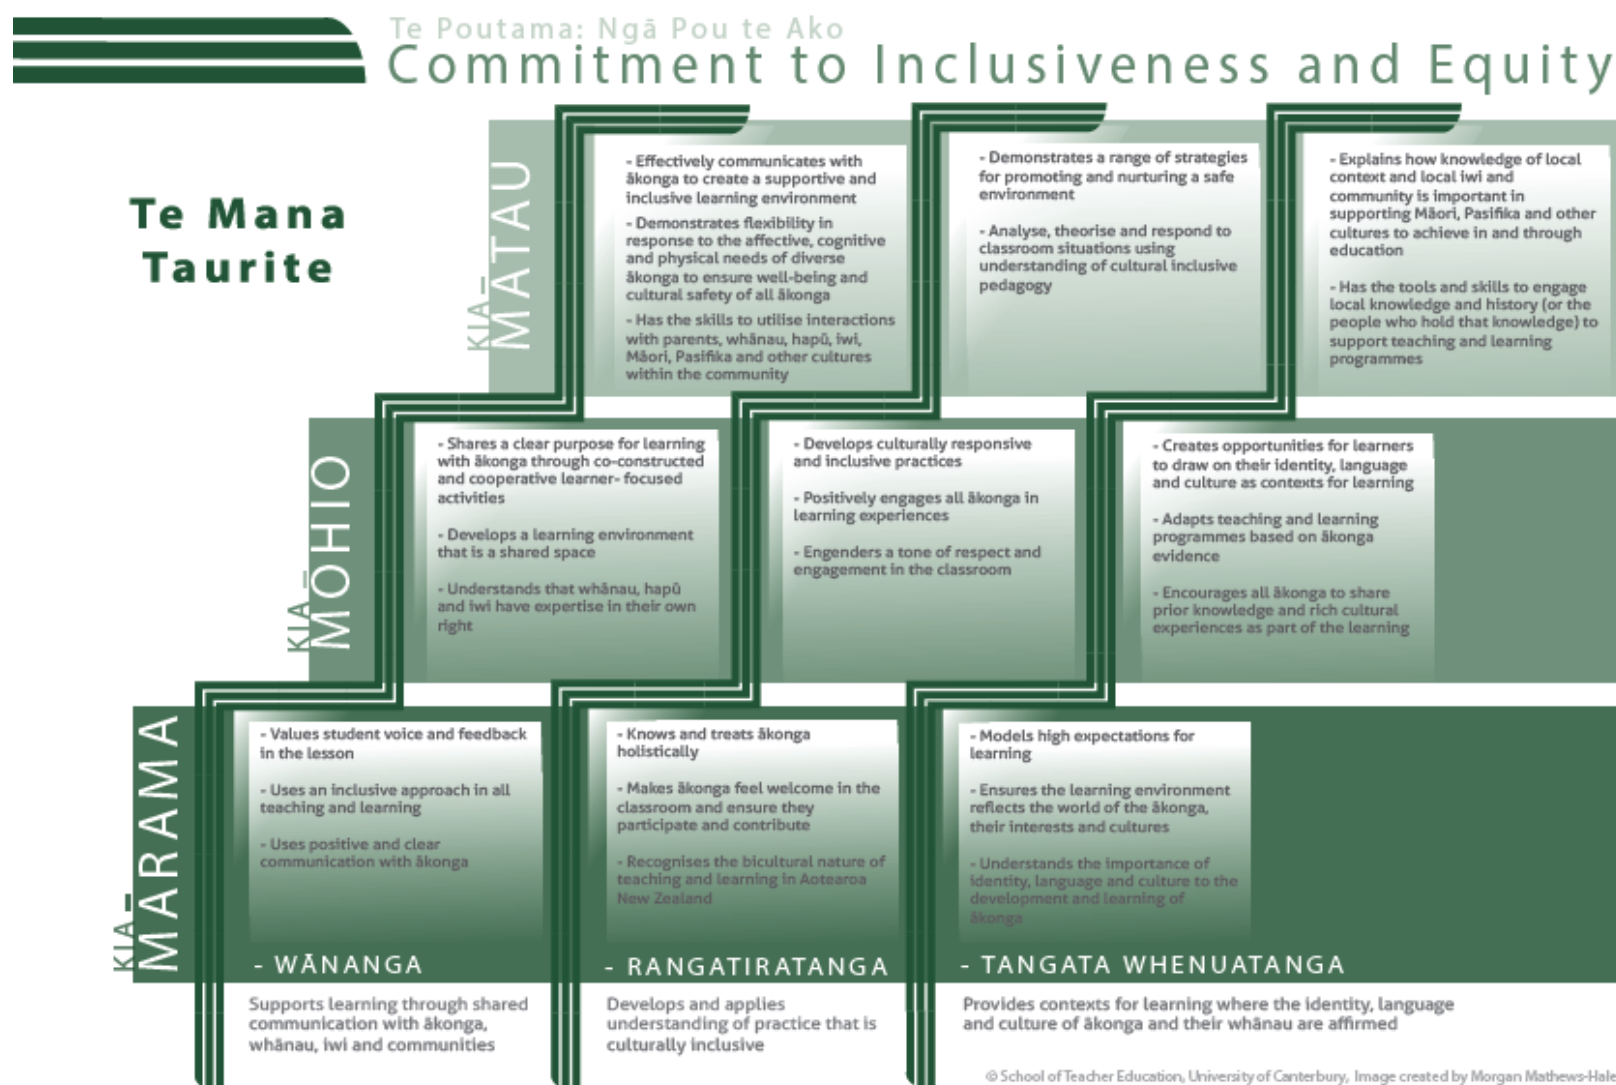 Te Poutama: Ngā Pou te Ako
Commitment to Inclusiveness and Equity
Te Mana
Taurite
KIA
MĀTAU
- Effectively communicates with
ākonga to create a supportive and
inclusive learning environment
- Demonstrates flexibility in
response to the affective, cognitive
and physical needs of diverse
ākonga to ensure well-being and
cultural safety of all ākonga
- Has the skills to utilise interactions
with parents, whānau, hapū, iwi,
Māori, Pasifika and other cultures
within the community
- Demonstrates a range of strategies
for promoting and nurturing a safe
environment
- Analyse, theorise and respond to
classroom situations using
understanding of cultural inclusive
pedagogy
- Explains how knowledge of local
context and local iwi and
community is important in
supporting Māori, Pasifika and other
cultures to achieve in and through
education
- Has the tools and skills to engage
local knowledge and history (or the
people who hold that knowledge) to
support teaching and learning
programmes
KIA
MŌHIO
- Shares a clear purpose for learning
with ākonga through co-constructed
and cooperative learner- focused
activities
- Develops a learning environment
that is a shared space
- Understands that whānau, hapū
and iwi have expertise in their own
right
- Develops culturally responsive
and inclusive practices
- Positively engages all ākonga in
learning experiences
- Engenders a tone of respect and
engagement in the classroom
- Creates opportunities for learners
to draw on their identity, language
and culture as contexts for learning
- Adapts teaching and learning
programmes based on ākonga
evidence
- Encourages all ākonga to share
prior knowledge and rich cultural
experiences as part of the learning
KIA
MĀRAMA
- Values student voice and feedback
in the lesson
- Uses an inclusive approach in all
teaching and learning
- Uses positive and clear
communication with ākonga
- Knows and treats ākonga
holistically
- Makes ākonga feel welcome in the
classroom and ensure they
participate and contribute
- Recognises the bicultural nature of
teaching and learning in Aotearoa
New Zealand
- Models high expectations for
learning
- Ensures the learning environment
reflects the world of the ākonga,
their interests and cultures
- Understands the importance of
identity, language and culture to the
development and learning of
ākonga
- WĀNANGA
Supports learning through shared
communication with ākonga,
whānau, iwi and communities
- RANGATIRATANGA
Develops and applies
understanding of practice that is
culturally inclusive
- TANGATA WHENUATANGA
Provides contexts for learning where the identity, language
and culture of ākonga and their whānau are affirmed
© School of Teacher Education, University of Canterbury, Image created by Morgan Mathews-Hale